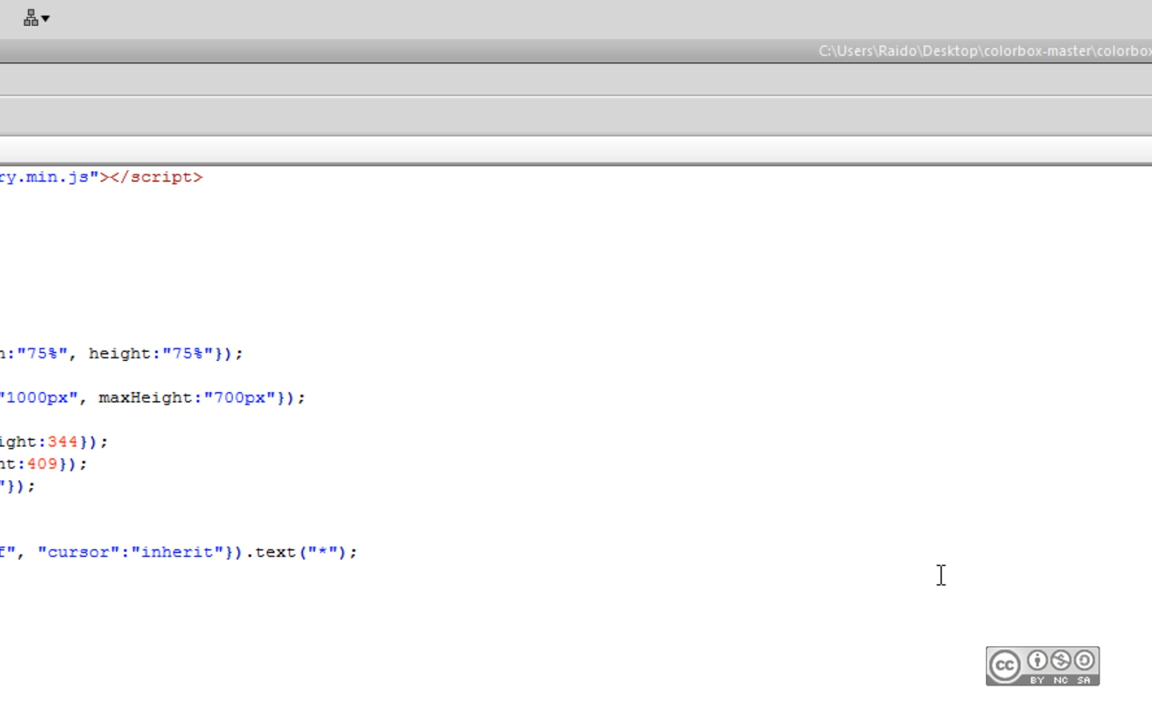 C:\Users\Raido\Desktop\colorbox-master\colorbox
ry.min.js"></script>
:"75%", height:"75%"});
"1000px", maxHeight:"700px"});
ight:344});
ht:409});
"});
", "cursor":"inherit"}).text("*");
cc
BY NC SA